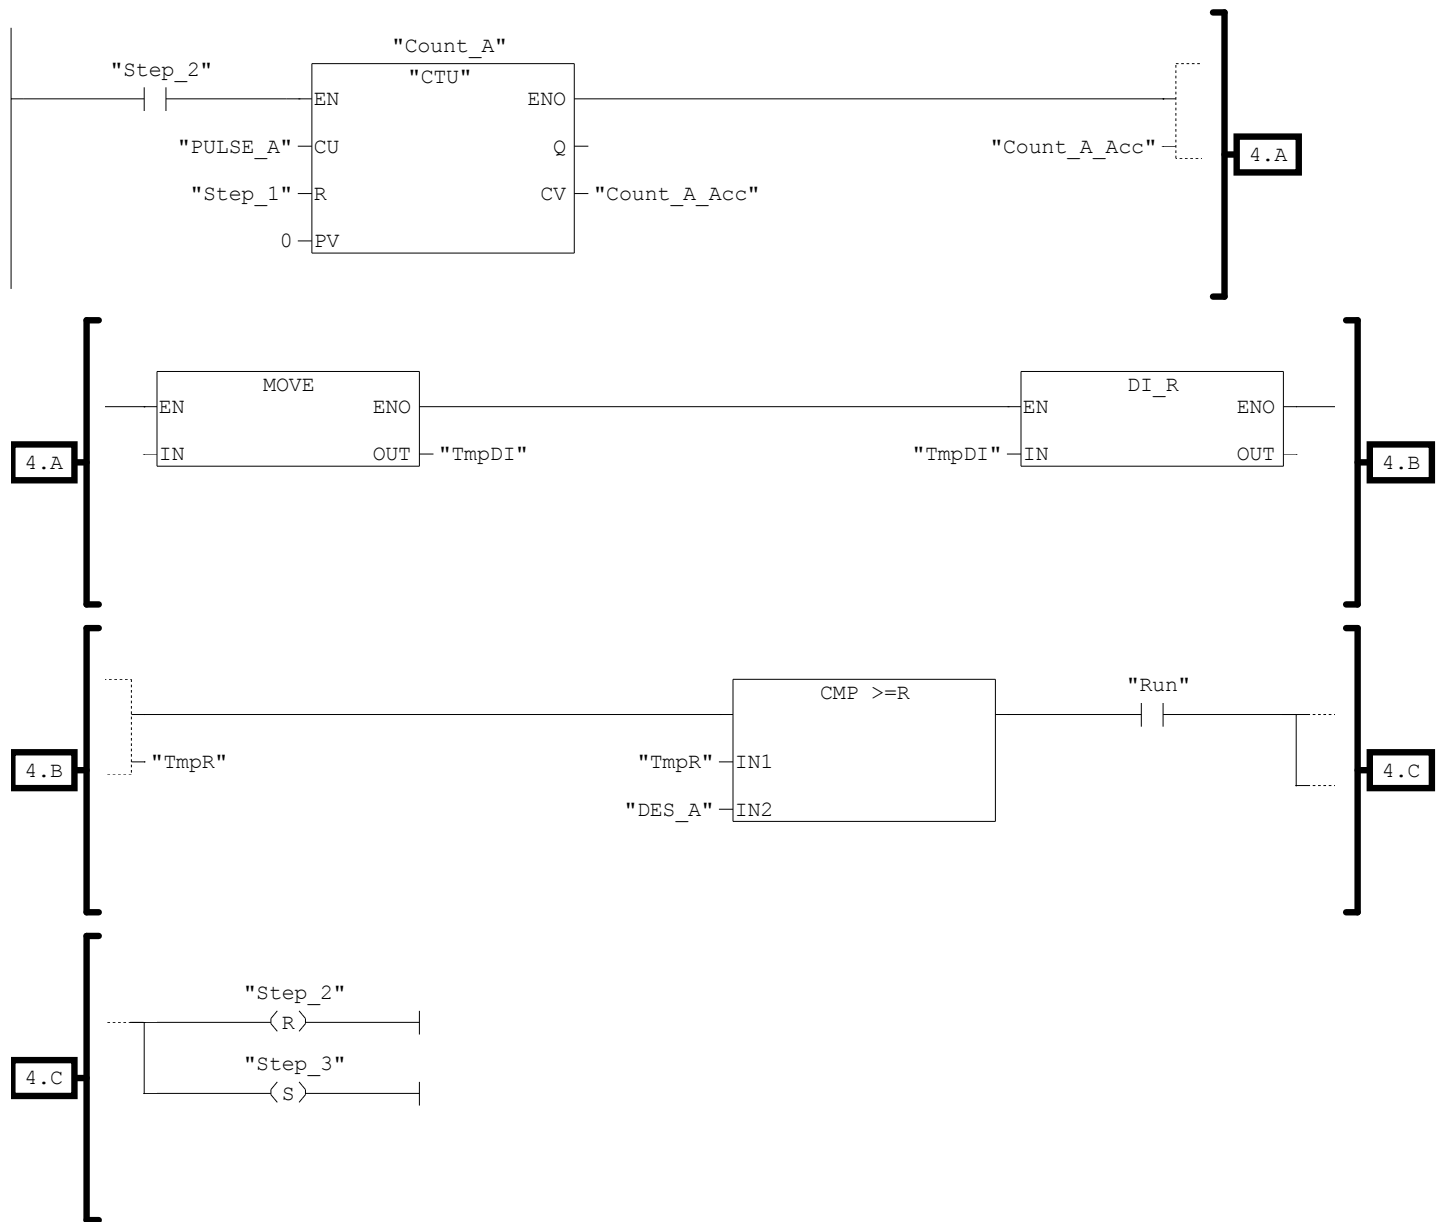 "Count_A"
"Step_2"
"CTU"
EN ENO
"PULSE_A" CU Q "Count_A_Acc"
4.A
"Step_1" R CV "Count_A_Acc"
0 PV
MOVE DI_R
EN ENO EN ENO
4.A IN OUT "TmpDI" "TmpDI" IN OUT 4.B
CMP >=R "Run"
4.B "TmpR" "TmpR" IN1 4.C
"DES_A" IN2
"Step_2"
R
"Step_3"
4.C
S